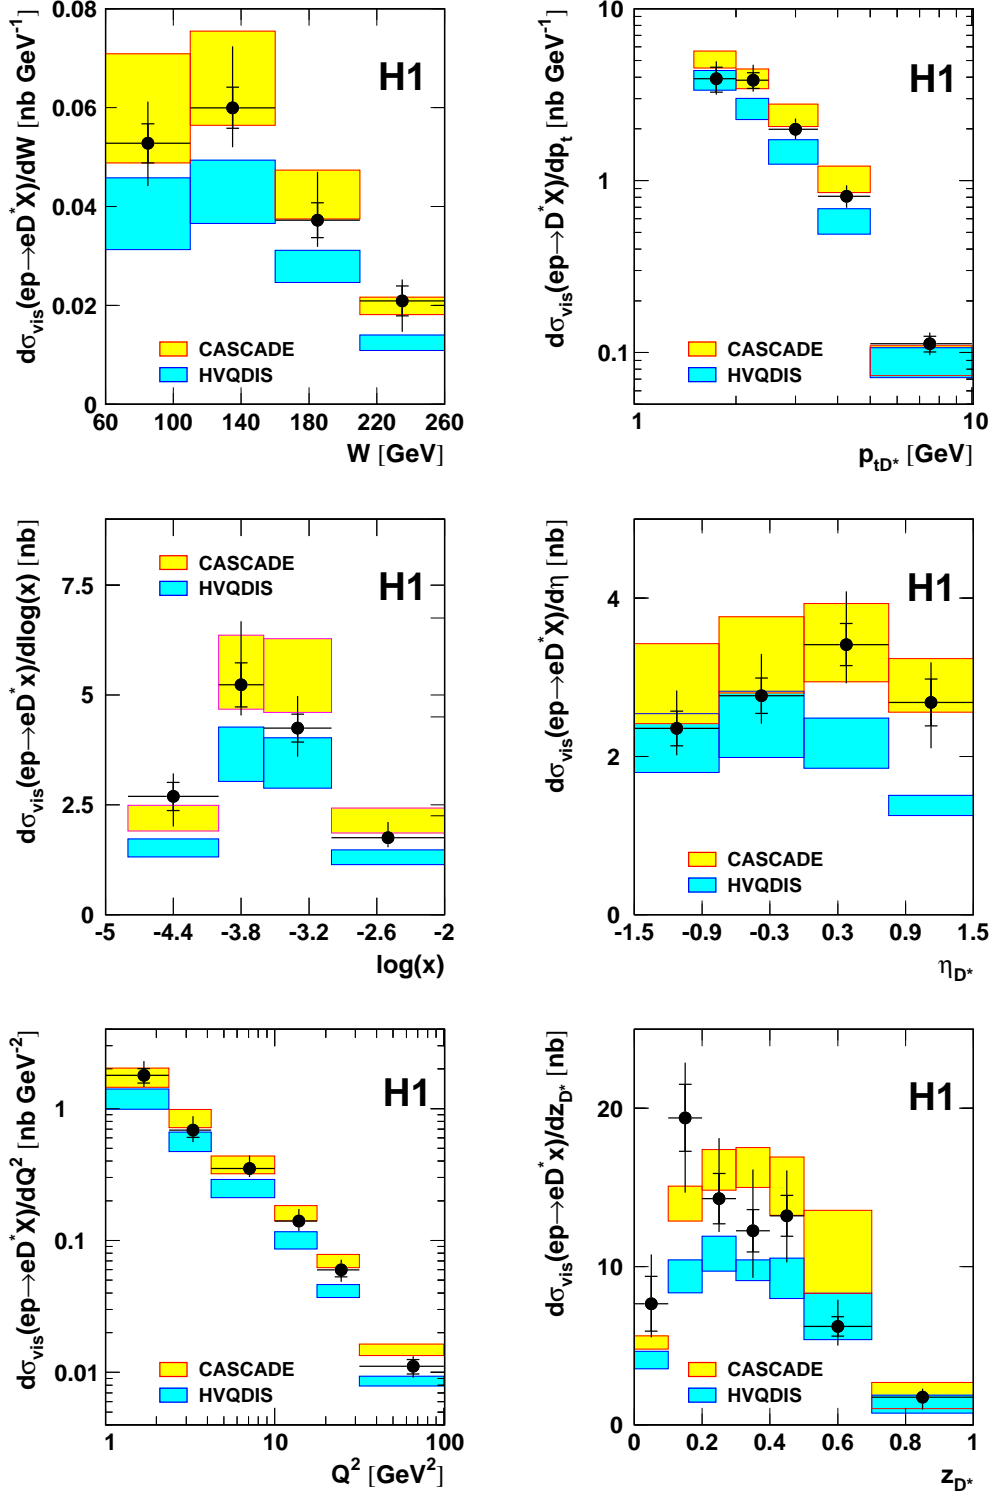 dσvis(ep→eD*X)/dW [nb GeV-1]
0.08
0.06
0.04
0.02
0
H1
CASCADE
HVQDIS
60 100 140 180 220 260
W [GeV]
dσvis(ep→D*X)/dpt [nb GeV-1]
10
1
0.1
H1
CASCADE
HVQDIS
1 10
ptD* [GeV]
dσvis(ep→eD*x)/dlog(x) [nb]
7.5
5
2.5
0
CASCADE
HVQDIS
H1
-5 -4.4 -3.8 -3.2 -2.6 -2
log(x)
dσvis(ep→eD*X)/dη [nb]
4
2
0
H1
CASCADE
HVQDIS
-1.5 -0.9 -0.3 0.3 0.9 1.5
ηD*
dσvis(ep→eD*X)/dQ2 [nb GeV-2]
1
0.1
0.01
H1
CASCADE
HVQDIS
1 10 100
Q2 [GeV2]
dσvis(ep→eD*x)/dzD* [nb]
20
10
0
H1
CASCADE
HVQDIS
0 0.2 0.4 0.6 0.8 1
zD*